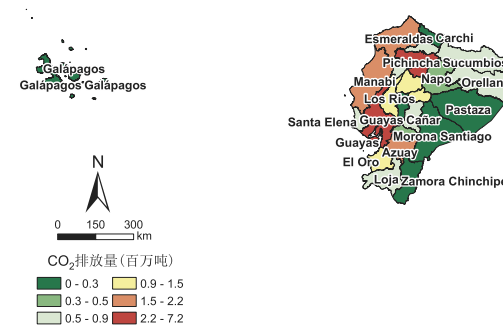 Esmeraldas Carchi
Galápagos
Galápagos Galápagos
Pichincha Sucumbios
Manabí
Napo Orellan
Los Ríos
Pastaza
Santa Elena Guayas Cañar
Morona Santiago
Guayas
Azuay
El Oro
Loja Zamora Chinchipe
N
0 150 300
km
CO2排放量(百万吨)
0 - 0.3
0.9 - 1.5
0.3 - 0.5
1.5 - 2.2
0.5 - 0.9
2.2 - 7.2